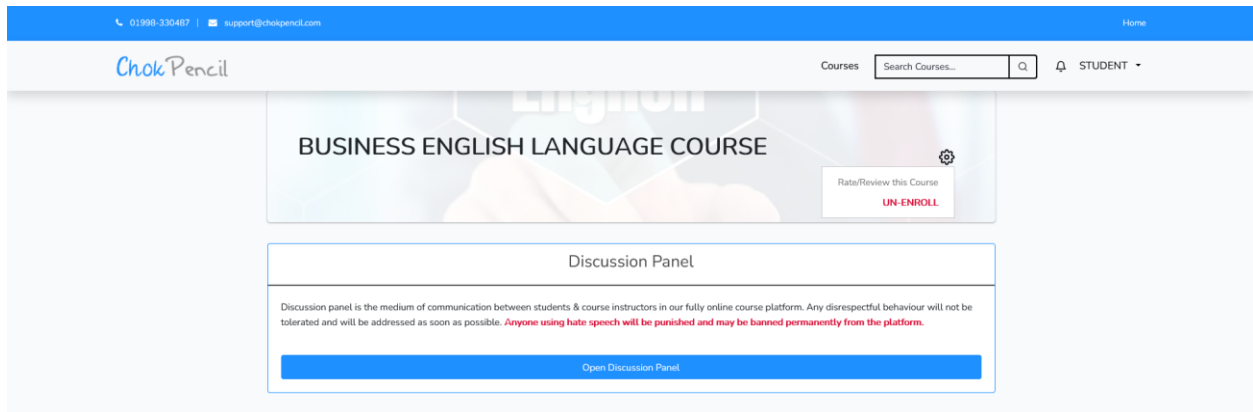 01998-330487 | support@chokpencil.com Home
ChokPencil Courses Search Courses... STUDENT
English
BUSINESS ENGLISH LANGUAGE COURSE
Rate/Review this Course
UN-ENROLL
Discussion Panel
Discussion panel is the medium of communication between students & course instructors in our fully online course platform. Any disrespectful behaviour will not be
tolerated and will be addressed as soon as possible. Anyone using hate speech will be punished and may be banned permanently from the platform.
Open Discussion Panel